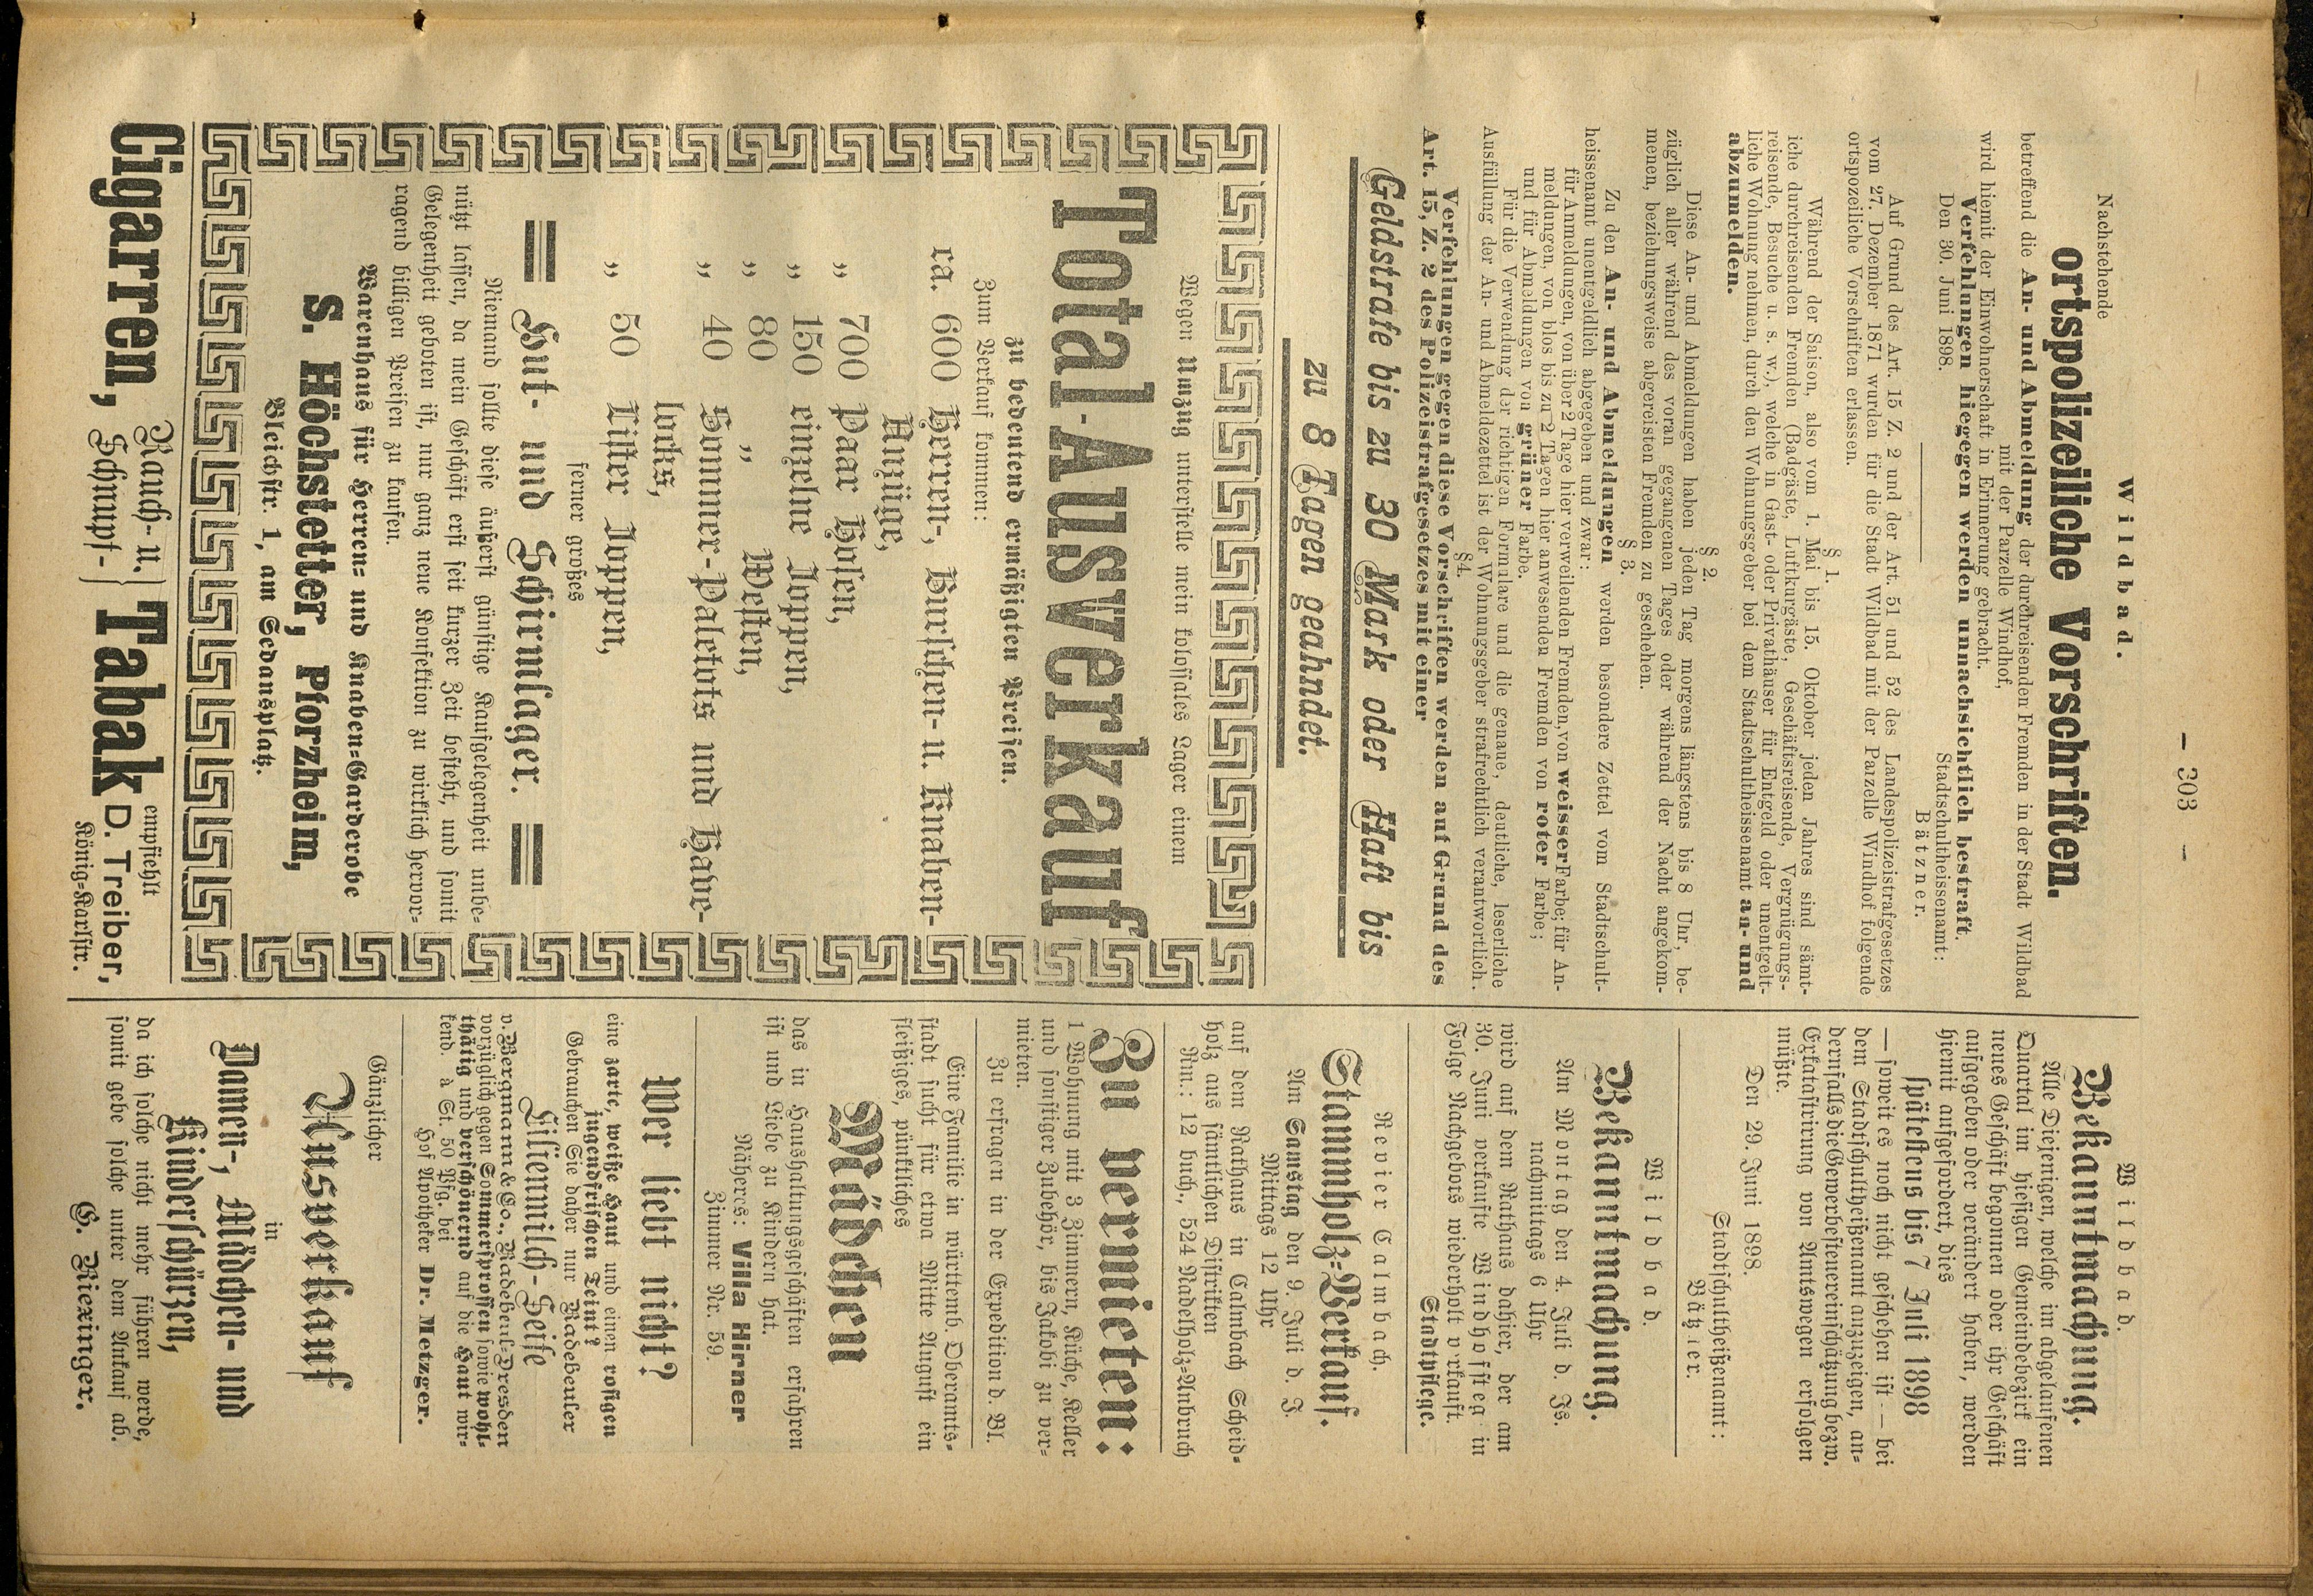 — 303 —
Wildbad.
Nachstehende
ortspolizeiliche Vorschriften.
betreffend die An- und Abmeldung der durchreisenden Fremden in der Stadt Wildbad
mit der Parzelle Windhof,
wird hiemit der Einwohnerschaft in Erinnerung gebracht.
Verfehlungen hiegegen werden unnachsichtlich bestraft.
Den 30. Juni 1898.
Stadtschultheissenamt:
Bätzner.
Auf Grund des Art. 15 Z. 2 und der Art. 51 und 52 des Landespolizeistrafgesetzes
vom 27. Dezember 1871 wurden für die Stadt Wildbad mit der Parzelle Windhof folgende
ortspozeiliche Vorschriften erlassen.
§ 1.
Während der Saison, also vom 1. Mai bis 15. Oktober jeden Jahres sind sämt-
iche durchreisenden Fremden (Badgäste, Luftkurgäste, Geschäftsreisende, Vergnügungs-
reisende, Besuche u. s. w.), welche in Gast- oder Privathäuser für Entgeld oder unentgelt-
liche Wohnung nehmen, durch den Wohnungsgeber bei dem Stadtschultheissenamt an- und
abzumelden.
§ 2.
Diese An- und Abmeldungen haben jeden Tag morgens längstens bis 8 Uhr, be-
züglich aller während des voran gegangenen Tages oder während der Nacht angekom-
menen, beziehungsweise abgereisten Fremden zu geschehen.
§ 3.
Zu den An- und Abmeldungen werden besondere Zettel vom Stadtschult-
heissenamt unentgeldlich abgegeben und zwar:
für Anmeldungen, von über 2 Tage hier verweilenden Fremden, von weisser Farbe; für An-
meldungen, von blos bis zu 2 Tagen hier anwesenden Fremden von roter Farbe;
und für Abmeldungen von grüner Farbe.
Für die Verwendung der richtigen Formulare und die genaue, deutliche, leserliche
Ausfüllung der An- und Abmeldezettel ist der Wohnungsgeber strafrechtlich verantwortlich.
§ 4.
Verfehlungen gegen diese Vorschriften werden auf Grund des
Art. 15, Z. 2 des Polizeistrafgesetzes mit einer
Geldstrafe bis zu 30 Mark oder Haft bis
zu 8 Tagen geahndet.
Wegen Umzug unterstelle mein kolossales Lager einem
Total-Ausverkauf
zu bedeutend ermäßigten Preisen.
Zum Verkauf kommen:
ca. 600 Herren-, Burschen- u. Knaben-
Anzüge,
„ 700 Paar Hosen,
„ 150 einzelne Joppen,
„ 80 „ Westen,
„ 40 Sommer-Paletots und Have-
locks,
„ 50 Lister Joppen,
ferner großes
Hut- und Schirmlager.
Niemand sollte diese äußerst günstige Kaufgelegenheit unbe-
nützt lassen, da mein Geschäft erst seit kurzer Zeit besteht, und somit
Gelegenheit geboten ist, nur ganz neue Konfektion zu wirklich hervor-
ragend billigen Preisen zu kaufen.
Warenhaus für Herren- und Knaben-Garderobe
S. Höchstetter, Pforzheim,
Bleichstr. 1, am Sedansplatz.
Cigarren, Rauch- u. Schnupf- } Tabak empfiehlt
D. Treiber,
König-Karlstr.
Wildbad.
Bekanntmachung.
Alle Diejenigen, welche im abgelaufenen
Quartal im hiesigen Gemeindebezirk ein
neues Geschäft begonnen oder ihr Geschäft
aufgegeben oder verändert haben, werden
hiemit aufgefordert, dies
spätestens bis 7 Juli 1898
— soweit es noch nicht geschehen ist — bei
dem Stadtschultheißenamt anzuzeigen, an-
dernfalls die Gewerbesteuereinschätzung bezw.
Erkatastrirung von Amtswegen erfolgen
müßte.
Den 29. Juni 1898.
Stadtschultheißenamt:
Bätzner.
Wildbad.
Bekanntmachung.
Am Montag den 4. Juli d. Js.
nachmittags 6 Uhr
wird auf dem Rathaus dahier, der am
30. Juni verkaufte Windhofsteg in
Folge Nachgebots wiederholt v rkauft.
Stadtpflege.
Revier Calmbach.
Stammholz-Verkauf.
Am Samstag den 9. Juli d. J.
Mittags 12 Uhr
auf dem Rathaus in Calmbach Scheid-
holz aus sämtlichen Distrikten
Rm.: 12 buch., 524 Nadelholz-Anbruch
Zu vermieten:
1 Wohnung mit 3 Zimmern, Küche, Keller
und sonstiger Zubehör, bis Jakobi zu ver-
mieten.
Zu erfragen in der Expedition d. Bl.
Eine Familie in württemb. Oberamts-
stadt sucht für etwa Mitte August ein
fleißiges, pünktliches
Mädchen
das in Haushaltungsgeschäften erfahren
ist und Liebe zu Kindern hat.
Näheres: Villa Hirner
Zimmer Nr. 59.
Wer liebt nicht?
eine zarte, weiße Haut und einen rosigen
jugendfrischen Teint?
Gebrauchen Sie daher nur Radebeuler
Lilienmilch-Seife
v. Bergmann & Co., Radebeul-Dresden
vorzüglich gegen Sommersprossen sowie wohl-
thätig und verschönernd auf die Haut wir-
kend. à St. 50 Pfg. bei
Hof Apotheker Dr. Metzger.
Gänzlicher
Ausverkauf
in
Damen-, Mädchen- und
Kinderschürzen,
da ich solche nicht mehr führen werde,
somit gebe solche unter dem Ankauf ab.
G. Riexinger.